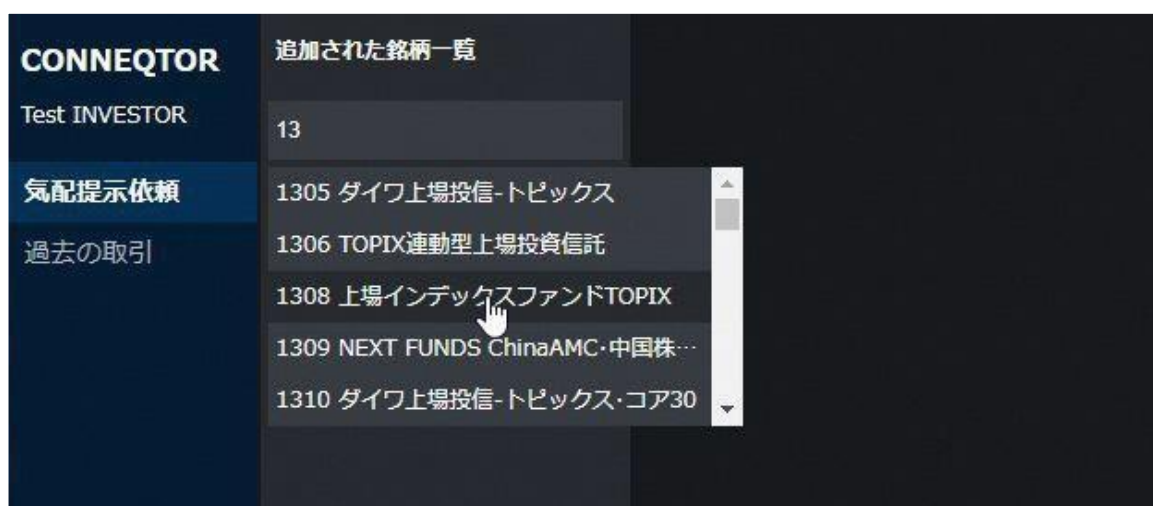 CONNEQTOR
Test INVESTOR
気配提示依頼
過去の取引
追加された銘柄一覧
13
1305 ダイワ上場投信-トピックス
1306 TOPIX連動型上場投資信託
1308 上場インデックスファンドTOPIX
1309 NEXT FUNDS ChinaAMC･中国株…
1310 ダイワ上場投信-トピックス･コア30